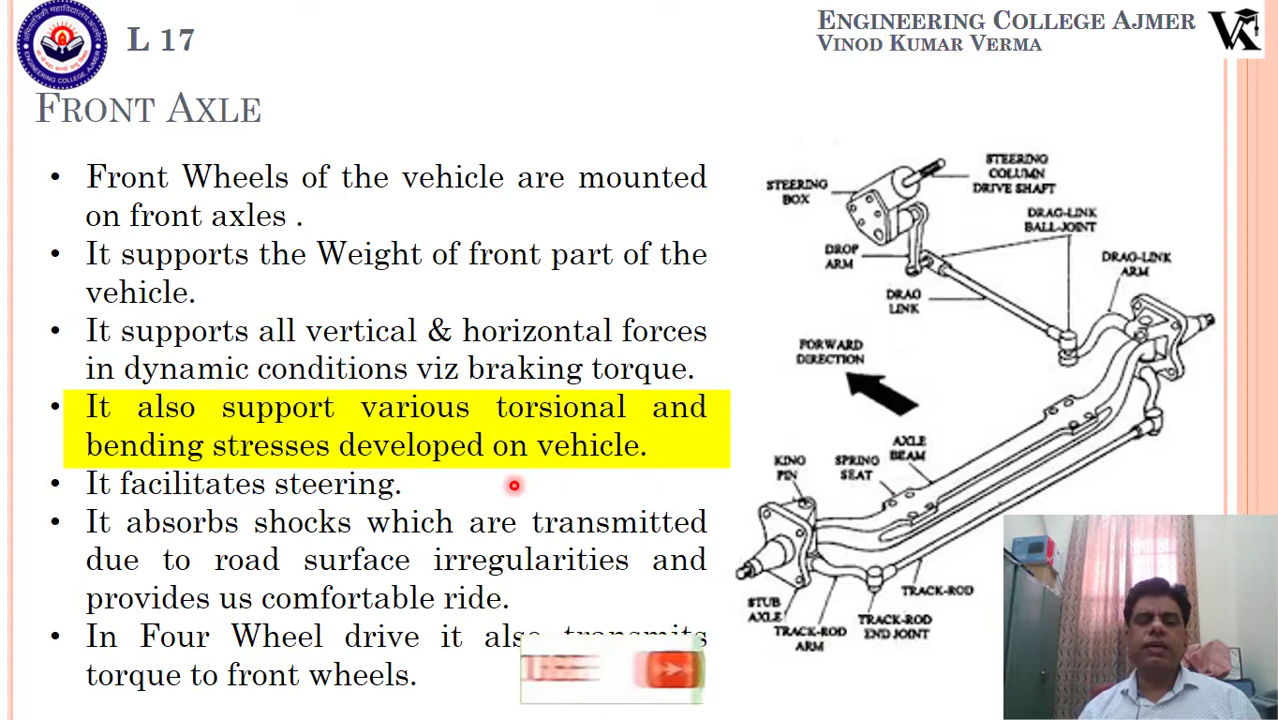 L 17
ENGINEERING COLLEGE AJMER
VINOD KUMAR VERMA
FRONT AXLE
• Front Wheels of the vehicle are mounted
on front axles .
• It supports the Weight of front part of the
vehicle.
• It supports all vertical & horizontal forces
in dynamic conditions viz braking torque.
• It also support various torsional and
bending stresses developed on vehicle.
• It facilitates steering.
• It absorbs shocks which are transmitted
due to road surface irregularities and
provides us comfortable ride.
• In Four Wheel drive it also transmits
torque to front wheels.
STEERING
COLUMN
DRIVE SHAFT
STEERING
BOX
DRAG-LINK
BALL-JOINT
DROP
ARM
DRAG-LINK
ARM
DRAG
LINK
FORWARD
DIRECTION
AXLE
BEAM
KING
PIN
SPRING
SEAT
STUB
AXLE
TRACK-ROD
ARM
TRACK-ROD
END JOINT
TRACK-ROD